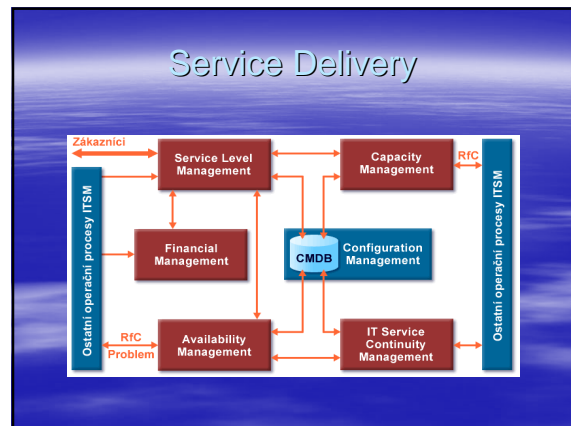 Service Delivery
Zákazníci
Service Level
Management
Capacity
Management
RfC
Ostatní operační procesy ITSM
Financial
Management
CMDB
Configuration
Management
Ostatní operační procesy ITSM
RfC
Problem
Availability
Management
IT Service
Continuity
Management